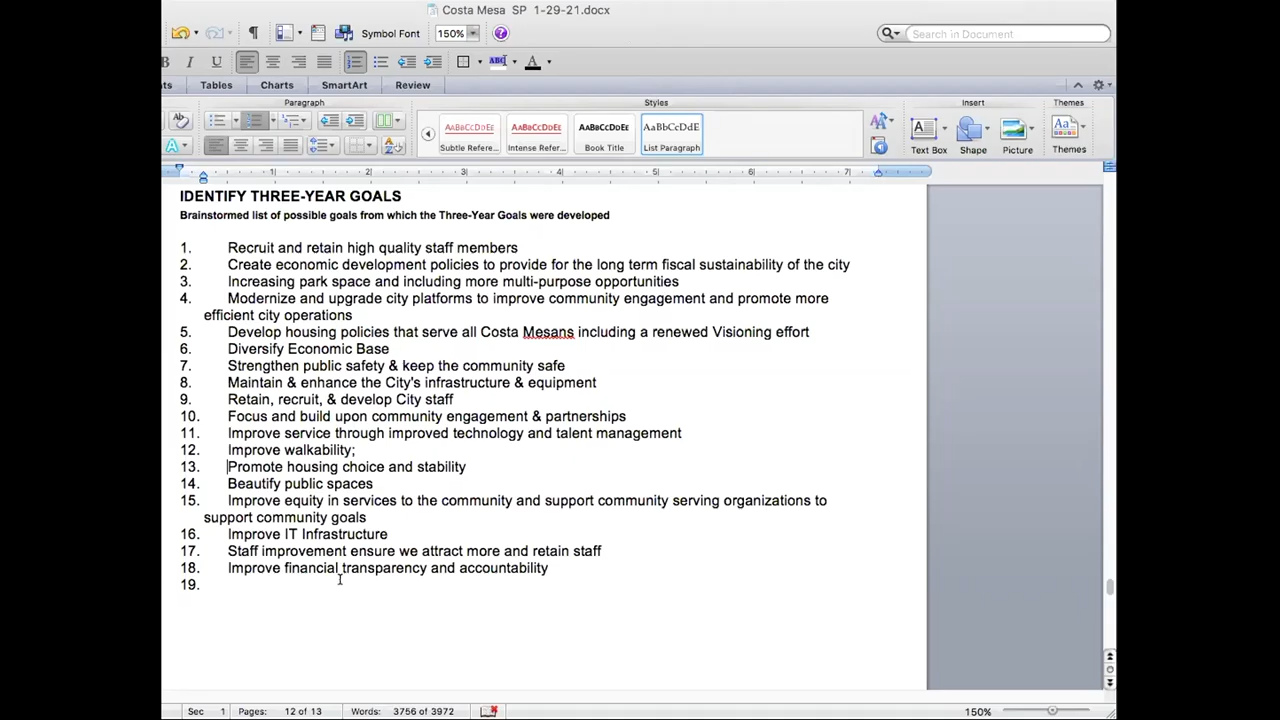 Costa Mesa SP 1-29-21.docx
Symbol Font 150% Search in Document
B I U ABC A
ts Tables Charts SmartArt Review
Paragraph Styles Insert Themes
AABBCCDDEE AABBCCDDEE AABBCCDDEE AaBbCcDdE
Subtle Refere... Intense Refer... Book Title List Paragraph
Text Box Shape Picture Themes
1 2 3 4 5 6 7
IDENTIFY THREE-YEAR GOALS
Brainstormed list of possible goals from which the Three-Year Goals were developed
1. Recruit and retain high quality staff members
2. Create economic development policies to provide for the long term fiscal sustainability of the city
3. Increasing park space and including more multi-purpose opportunities
4. Modernize and upgrade city platforms to improve community engagement and promote more
efficient city operations
5. Develop housing policies that serve all Costa Mesans including a renewed Visioning effort
6. Diversify Economic Base
7. Strengthen public safety & keep the community safe
8. Maintain & enhance the City's infrastructure & equipment
9. Retain, recruit, & develop City staff
10. Focus and build upon community engagement & partnerships
11. Improve service through improved technology and talent management
12. Improve walkability;
13. Promote housing choice and stability
14. Beautify public spaces
15. Improve equity in services to the community and support community serving organizations to
support community goals
16. Improve IT Infrastructure
17. Staff improvement ensure we attract more and retain staff
18. Improve financial transparency and accountability
19.
Sec 1 Pages: 12 of 13 Words: 3756 of 3972 150%